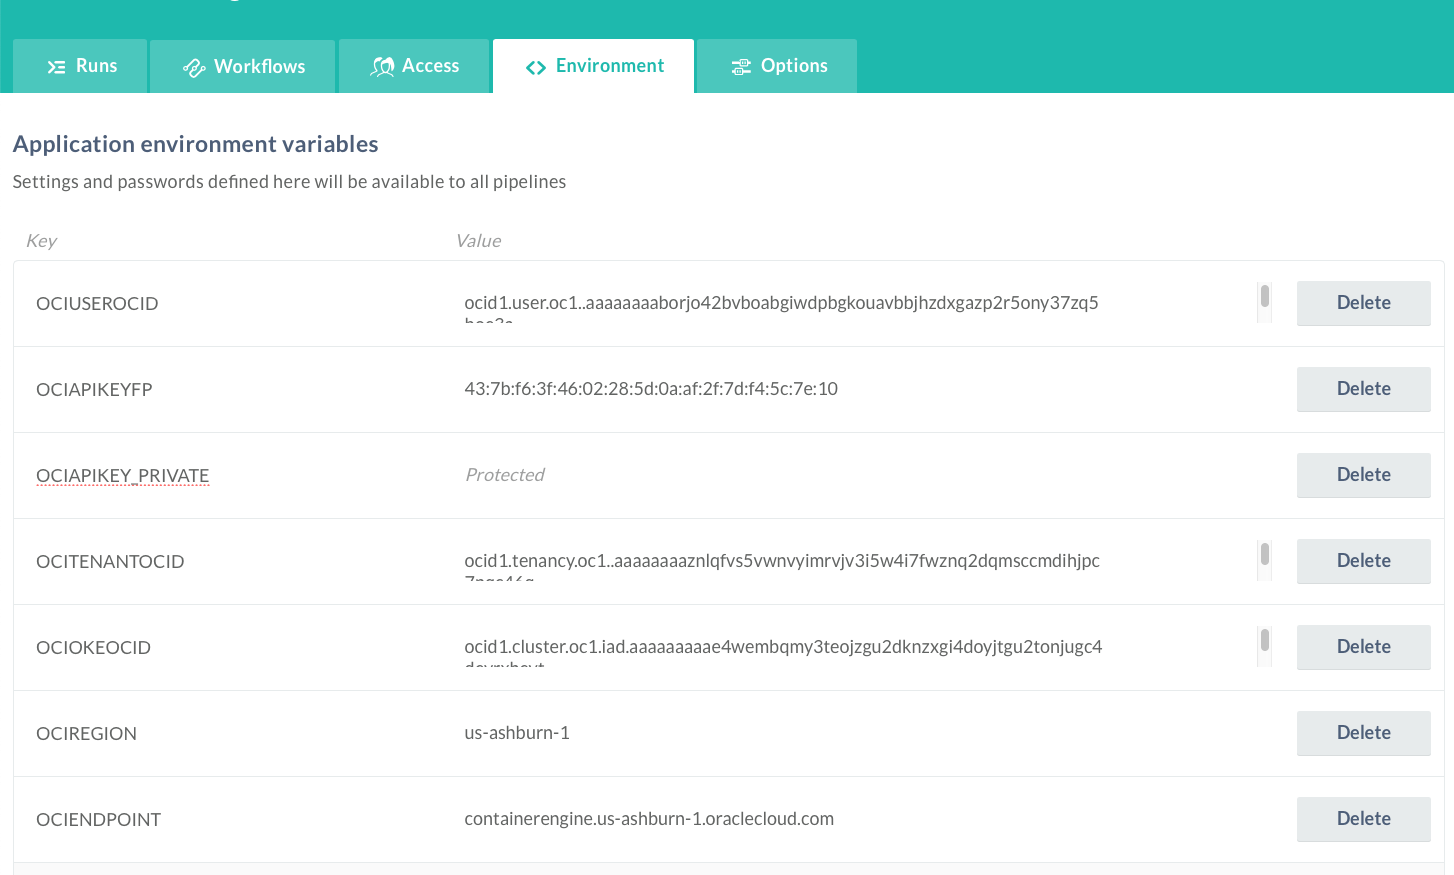 Runs
Workflows
Access
Environment
Options
Application environment variables
Settings and passwords defined here will be available to all pipelines
Key Value
OCIUSEROCID ocid1.user.oc1..aaaaaaaaborjo42bvboabgiwdpbgkouavbbjhzdxgazp2r5ony37zq5 Delete
OCIAPIKEYFP 43:7b:f6:3f:46:02:28:5d:0a:af:2f:7d:f4:5c:7e:10 Delete
OCIAPIKEY_PRIVATE Protected Delete
OCITENANTOCID ocid1.tenancy.oc1..aaaaaaaaznlqfvs5vwnvyimrvjv3i5w4i7fwznq2dqmsccmdihjpc Delete
OCIOKEOCID ocid1.cluster.oc1.iad.aaaaaaaaae4wembqmy3teojzgu2dknzxgi4doyjtgu2tonjugc4 Delete
OCIREGION us-ashburn-1 Delete
OCIENDPOINT containerengine.us-ashburn-1.oraclecloud.com Delete